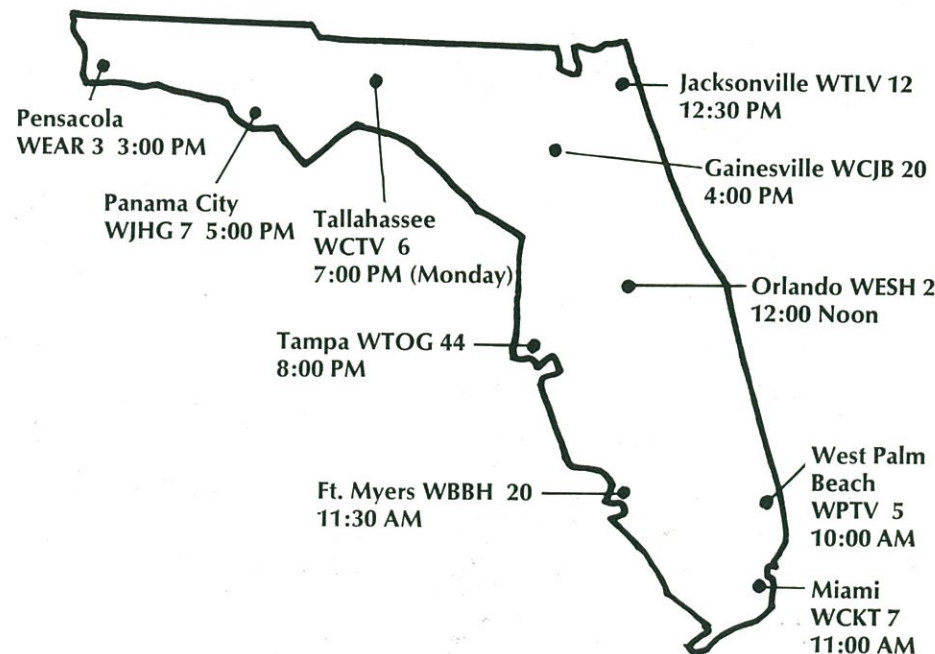 Jacksonville WTLV 12
12:30 PM
Pensacola
WEAR 3 3:00 PM
Gainesville WCJB 20
4:00 PM
Panama City
WJHG 7 5:00 PM
Tallahassee
WCTV 6
7:00 PM (Monday)
Orlando WESH 2
12:00 Noon
Tampa WTOG 44
8:00 PM
West Palm
Beach
WPTV 5
10:00 AM
Ft. Myers WBBH 20
11:30 AM
Miami
WCKT 7
11:00 AM